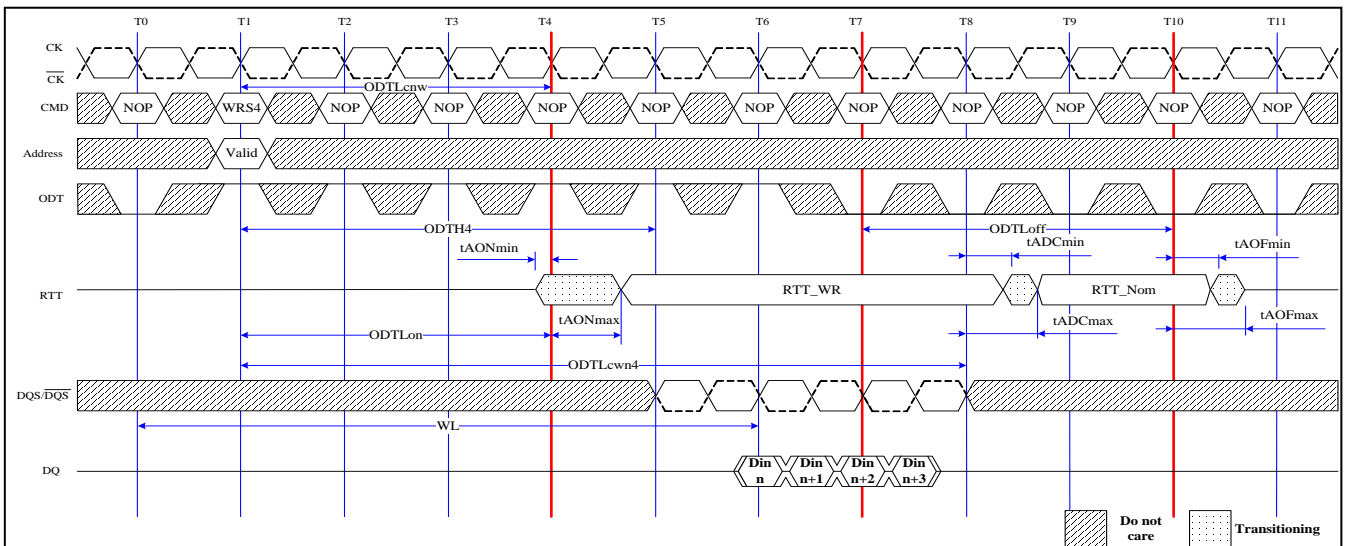 T0 T1 T2 T3 T4 T5 T6 T7 T8 T9 T10 T11
CK
CK
ODTLcnw
CMD NOP WRS4 NOP NOP NOP NOP NOP NOP NOP NOP NOP NOP
Address Valid
ODT
ODTH4 ODTLoff
tAONmin tADCmin tAOFmin
RTT RTT_WR RTT_Nom
tAONmax tADCmax tAOFmax
ODTLon
ODTLcwn4
DQS/DQS
WL
DQ Din n Din n+1 Din n+2 Din n+3
Do not care
Transitioning